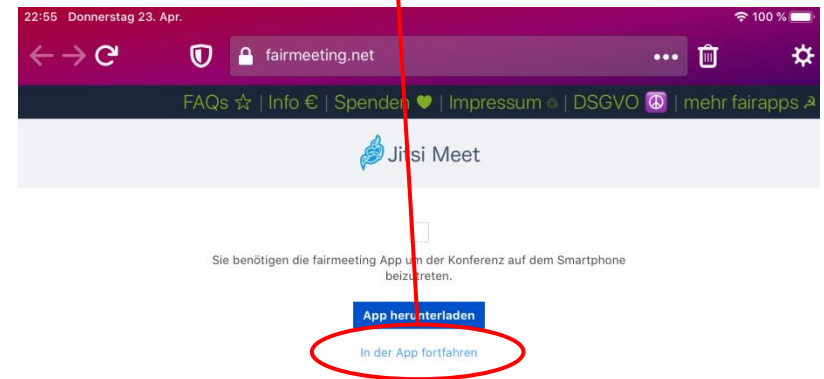 22:55 Donnerstag 23. Apr. 100 %
fairmeeting.net
FAQs ☆ | Info € | Spenden ♥ | Impressum ♲ | DSGVO ☮ | mehr fairapps ☭
Jitsi Meet
Sie benötigen die fairmeeting App um der Konferenz auf dem Smartphone
beizutreten.
App herunterladen
In der App fortfahren